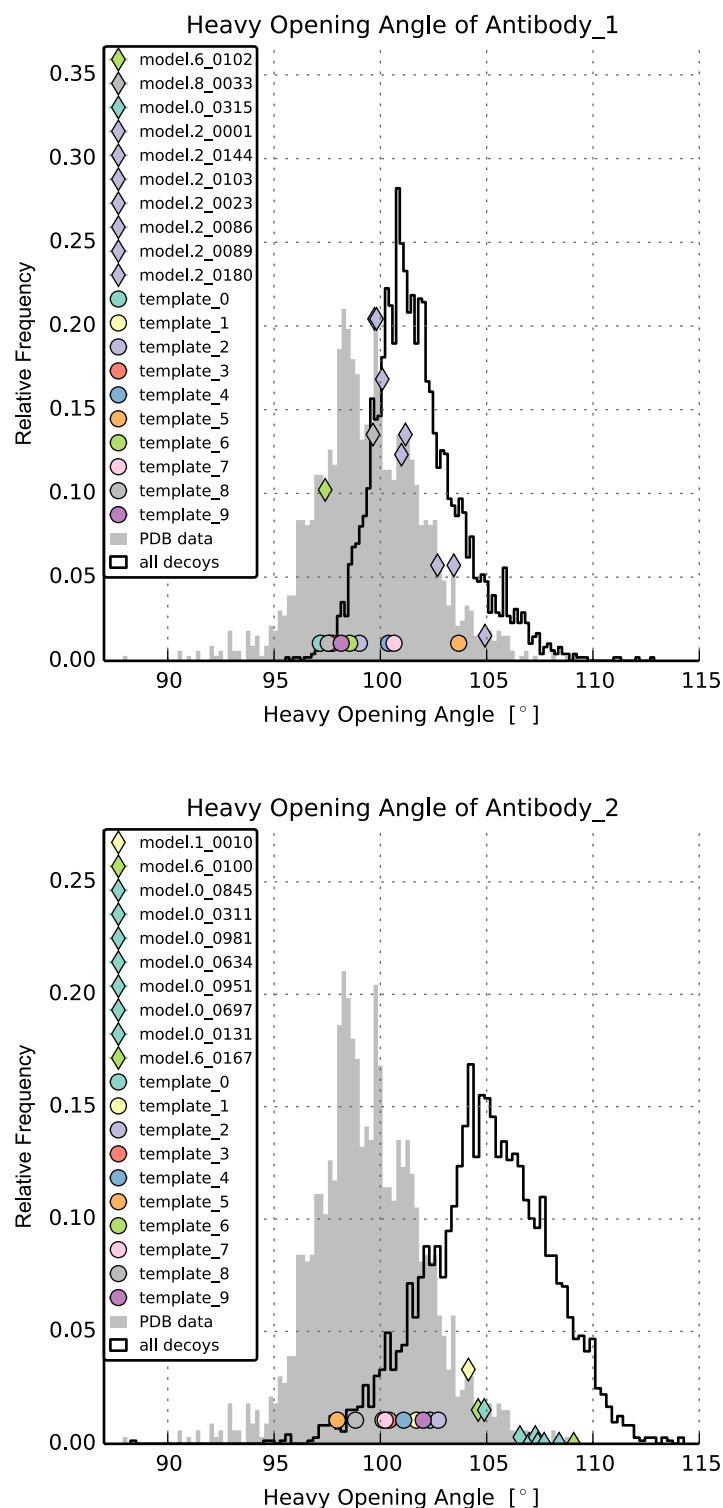 Heavy Opening Angle of Antibody_1
model.6_0102
model.8_0033
model.0_0315
model.2_0001
model.2_0144
model.2_0103
model.2_0023
model.2_0086
model.2_0089
model.2_0180
template_0
template_1
template_2
template_3
template_4
template_5
template_6
template_7
template_8
template_9
PDB data
all decoys
Relative Frequency
0.35
0.30
0.25
0.20
0.15
0.10
0.05
0.00
90 95 100 105 110 115
Heavy Opening Angle [°]
Heavy Opening Angle of Antibody_2
model.1_0010
model.6_0100
model.0_0845
model.0_0311
model.0_0981
model.0_0634
model.0_0951
model.0_0697
model.0_0131
model.6_0167
template_0
template_1
template_2
template_3
template_4
template_5
template_6
template_7
template_8
template_9
PDB data
all decoys
Relative Frequency
0.25
0.20
0.15
0.10
0.05
0.00
90 95 100 105 110 115
Heavy Opening Angle [°]